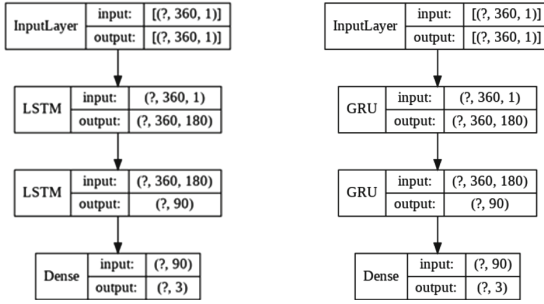 InputLayer
input: [(?, 360, 1)]
output: [(?, 360, 1)]
LSTM
input: (?, 360, 1)
output: (?, 360, 180)
LSTM
input: (?, 360, 180)
output: (?, 90)
Dense
input: (?, 90)
output: (?, 3)
InputLayer
input: [(?, 360, 1)]
output: [(?, 360, 1)]
GRU
input: (?, 360, 1)
output: (?, 360, 180)
GRU
input: (?, 360, 180)
output: (?, 90)
Dense
input: (?, 90)
output: (?, 3)